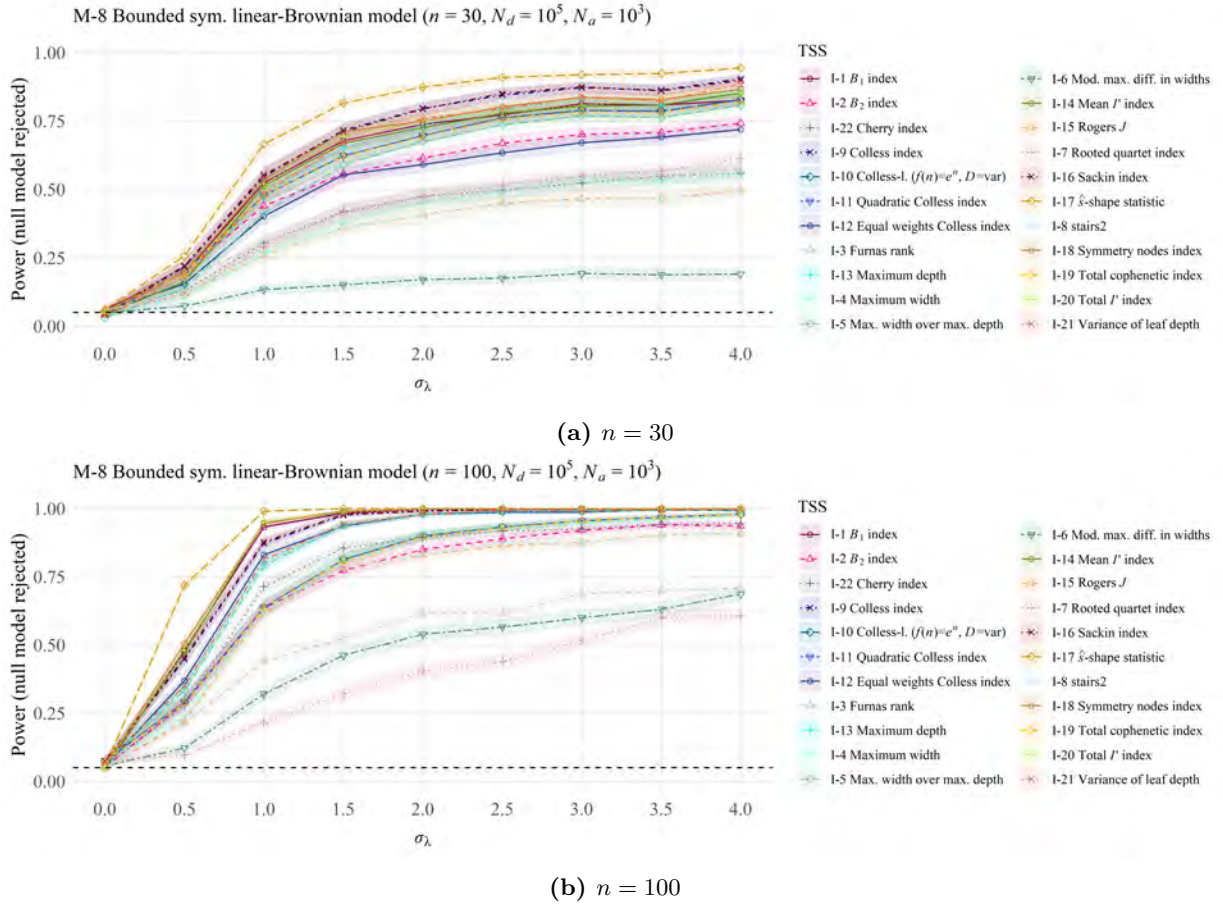 M-8 Bounded sym. linear-Brownian model (n = 30, N_d = 10^5, N_a = 10^3)
Power (null model rejected)
1.00
0.75
0.50
0.25
0.00
0.0 0.5 1.0 1.5 2.0 2.5 3.0 3.5 4.0
σ_λ
TSS
I-1 B₁ index
I-2 B₂ index
I-22 Cherry index
I-9 Colless index
I-10 Colless-l. (f(n)=e^n, D=var)
I-11 Quadratic Colless index
I-12 Equal weights Colless index
I-3 Furnas rank
I-13 Maximum depth
I-4 Maximum width
I-5 Max. width over max. depth
I-6 Mod. max. diff. in widths
I-14 Mean I' index
I-15 Rogers J
I-7 Rooted quartet index
I-16 Sackin index
I-17 ŝ-shape statistic
I-8 stairs2
I-18 Symmetry nodes index
I-19 Total cophenetic index
I-20 Total I' index
I-21 Variance of leaf depth
(a) n = 30
M-8 Bounded sym. linear-Brownian model (n = 100, N_d = 10^5, N_a = 10^3)
Power (null model rejected)
1.00
0.75
0.50
0.25
0.00
0.0 0.5 1.0 1.5 2.0 2.5 3.0 3.5 4.0
σ_λ
TSS
I-1 B₁ index
I-2 B₂ index
I-22 Cherry index
I-9 Colless index
I-10 Colless-l. (f(n)=e^n, D=var)
I-11 Quadratic Colless index
I-12 Equal weights Colless index
I-3 Furnas rank
I-13 Maximum depth
I-4 Maximum width
I-5 Max. width over max. depth
I-6 Mod. max. diff. in widths
I-14 Mean I' index
I-15 Rogers J
I-7 Rooted quartet index
I-16 Sackin index
I-17 ŝ-shape statistic
I-8 stairs2
I-18 Symmetry nodes index
I-19 Total cophenetic index
I-20 Total I' index
I-21 Variance of leaf depth
(b) n = 100